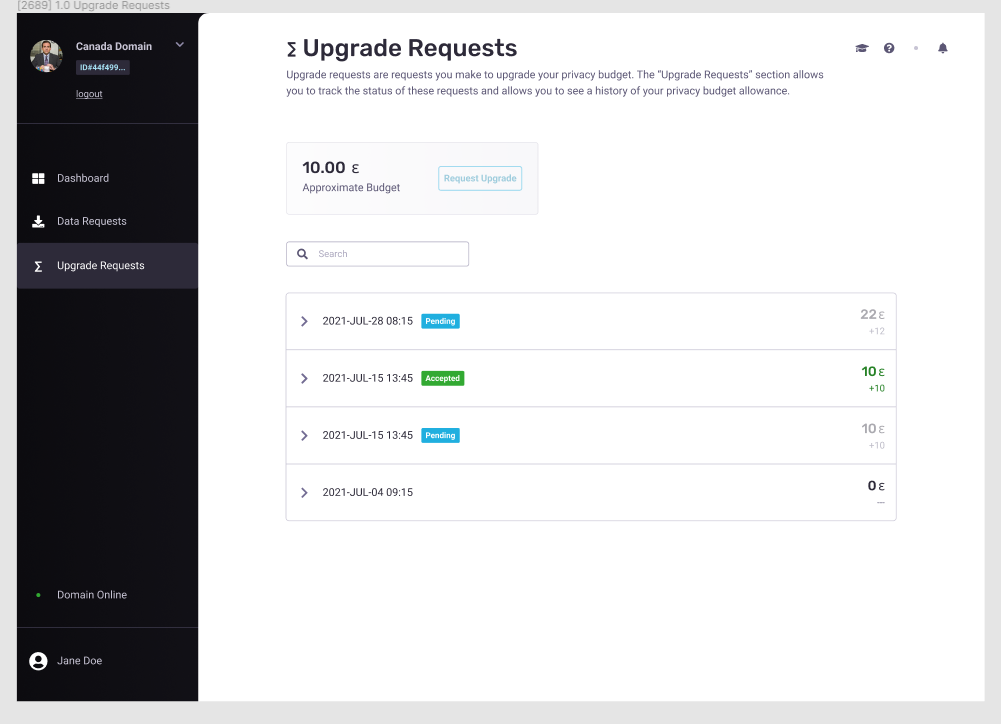 [2689] 1.0 Upgrade Requests
Canada Domain
ID#44f499...
logout
Dashboard
Data Requests
Σ Upgrade Requests
Domain Online
Jane Doe
Σ Upgrade Requests
Upgrade requests are requests you make to upgrade your privacy budget. The “Upgrade Requests” section allows
you to track the status of these requests and allows you to see a history of your privacy budget allowance.
10.00 ε
Approximate Budget
Request Upgrade
Search
2021-JUL-28 08:15 Pending 22 ε
+12
2021-JUL-15 13:45 Accepted 10 ε
+10
2021-JUL-15 13:45 Pending 10 ε
+10
2021-JUL-04 09:15 0 ε
---